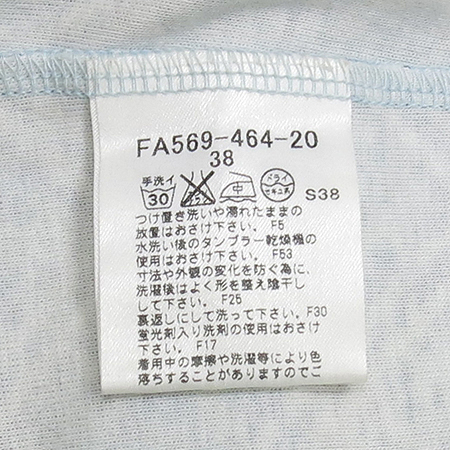 FA569-464-20
38
手洗イ
30 中 ドライ セキユ系 S38
つけ置き洗いや濡れたままの
放置はおさけ下さい。 F5
水洗い後のタンブラー乾燥機の
使用はおさけ下さい。 F53
寸法や外観の変化を防ぐ為に、
洗濯後はよく形を整え陰干し
して下さい。 F25
裏返しにして洗って下さい。 F30
蛍光剤入り洗剤の使用はおさけ
下さい。 F17
着用中の摩擦や洗濯等により色
落ちすることがありますのでご